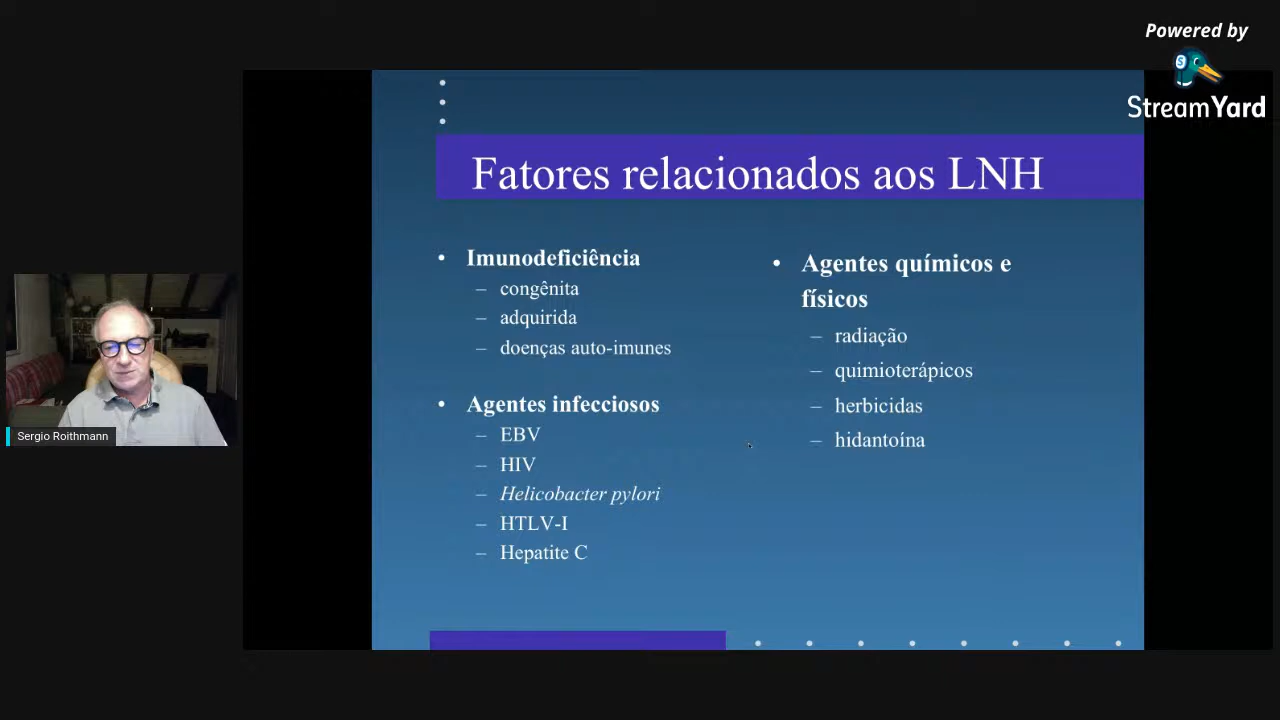 Powered by
StreamYard
Fatores relacionados aos LNH
• Imunodeficiência
– congênita
– adquirida
– doenças auto-imunes
• Agentes infecciosos
– EBV
– HIV
– Helicobacter pylori
– HTLV-I
– Hepatite C
• Agentes químicos e
físicos
– radiação
– quimioterápicos
– herbicidas
– hidantoína
Sergio Roithmann